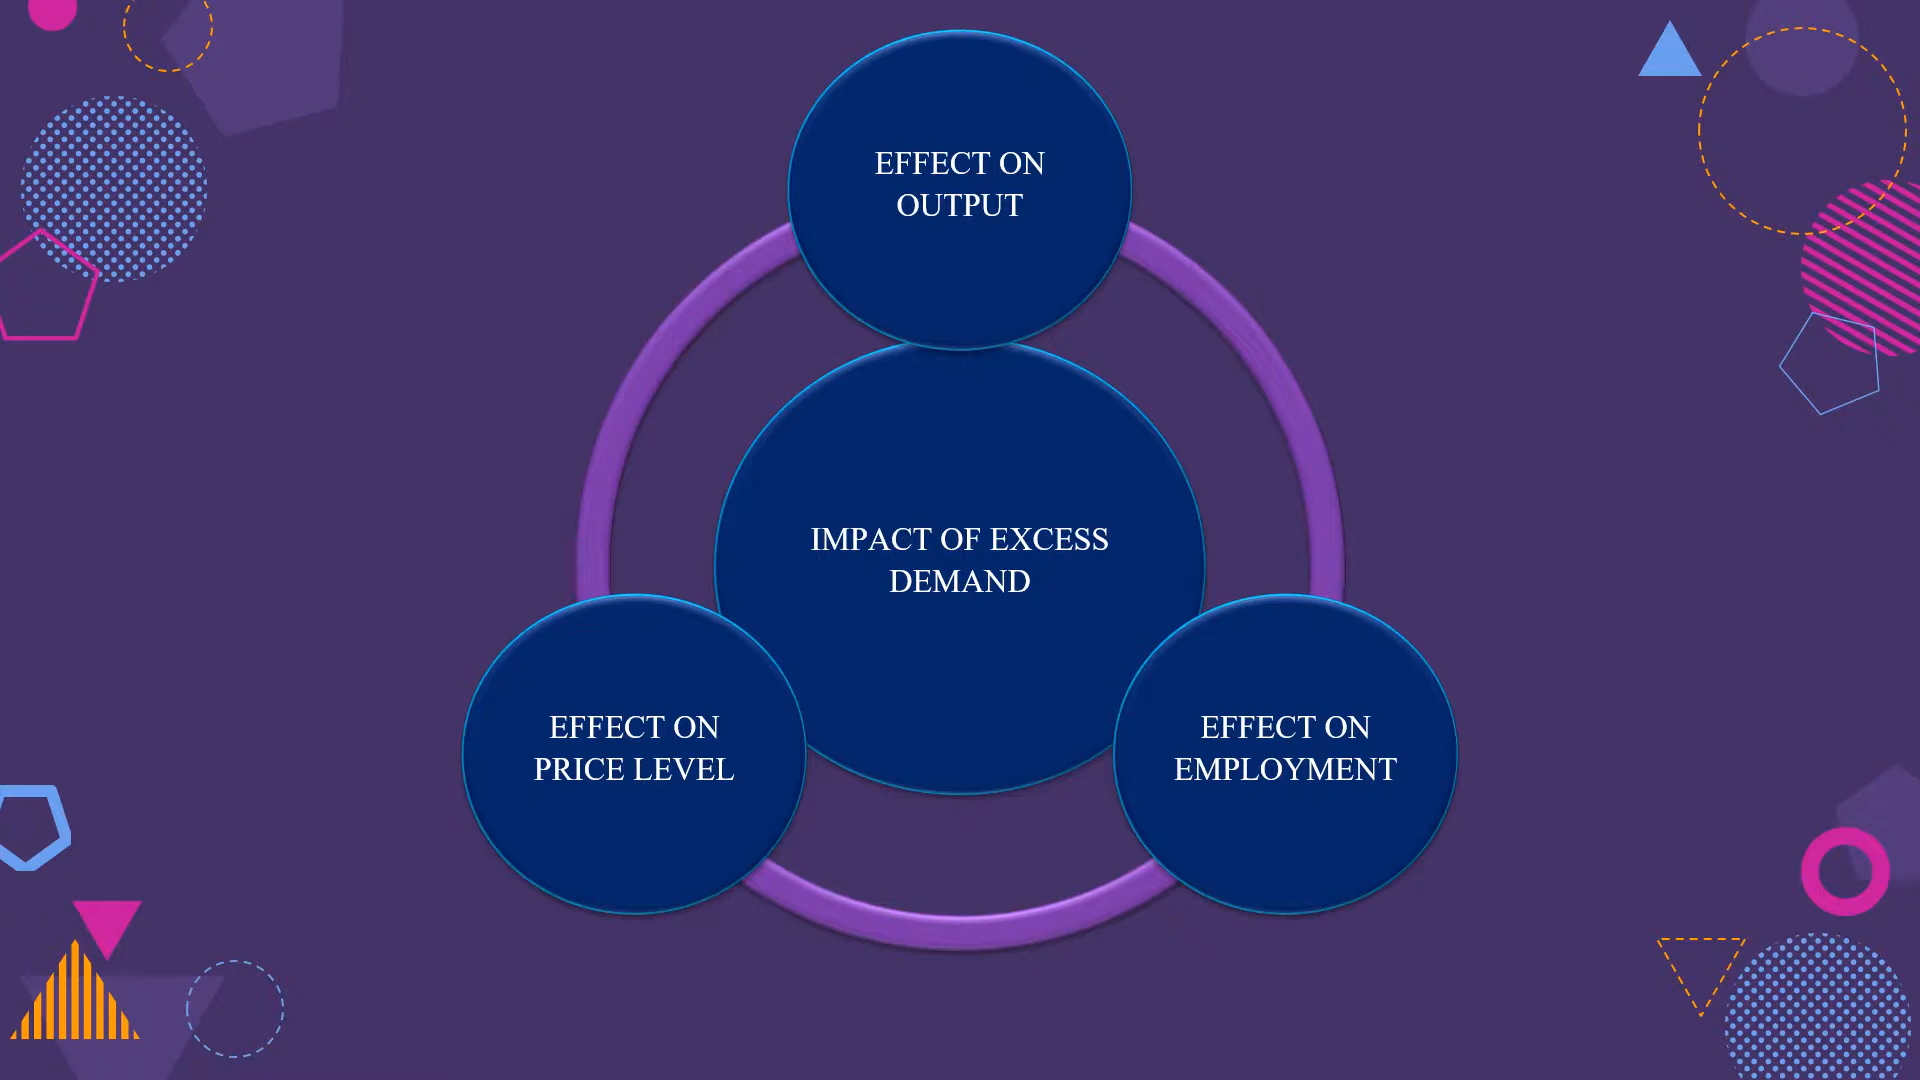 EFFECT ON
OUTPUT
IMPACT OF EXCESS
DEMAND
EFFECT ON
PRICE LEVEL
EFFECT ON
EMPLOYMENT